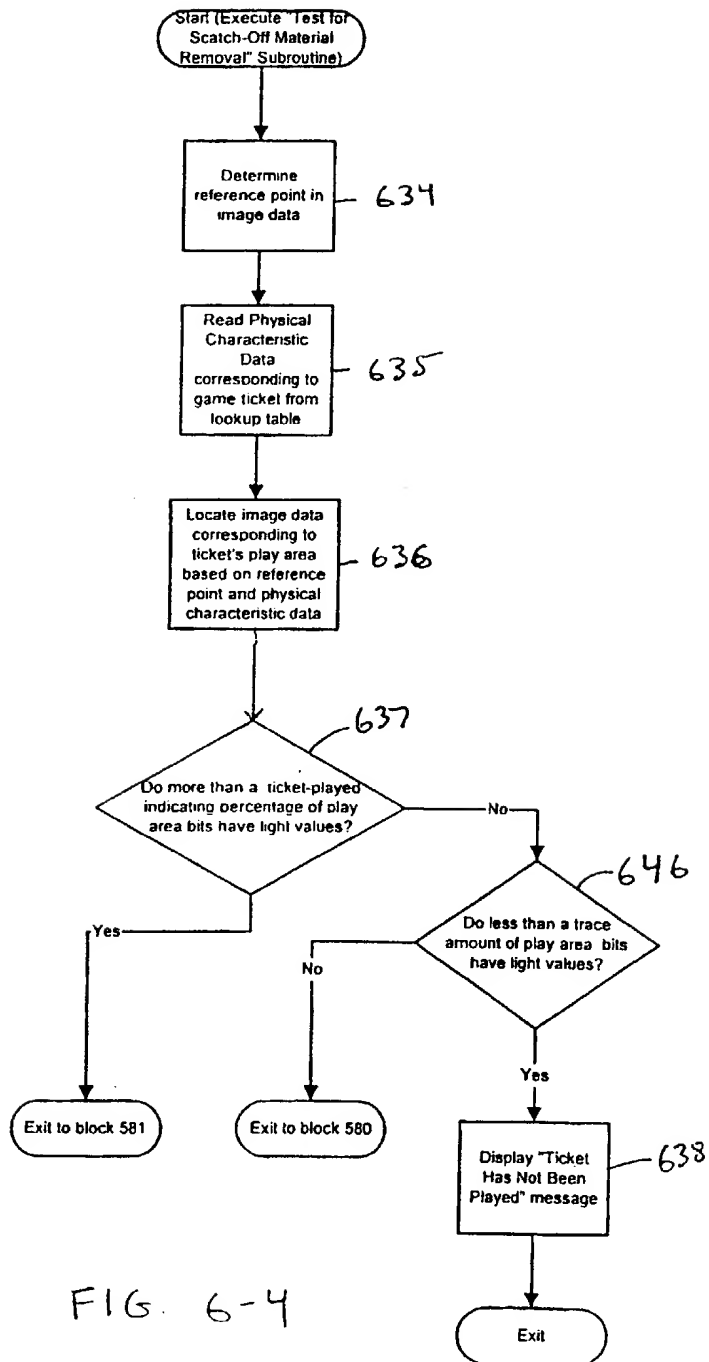 Start (Execute "Test for
Scatch-Off Material
Removal" Subroutine)
Determine
reference point in
image data
634
Read Physical
Characteristic
Data
corresponding to
game ticket from
lookup table
635
Locate image data
corresponding to
ticket's play area
based on reference
point and physical
characteristic data
636
637
Do more than a ticket-played
indicating percentage of play
area bits have light values?
No
646
Yes
Do less than a trace
amount of play area bits
have light values?
No
Yes
Exit to block 581
Exit to block 580
Display "Ticket
Has Not Been
Played" message
638
FIG. 6-4
Exit